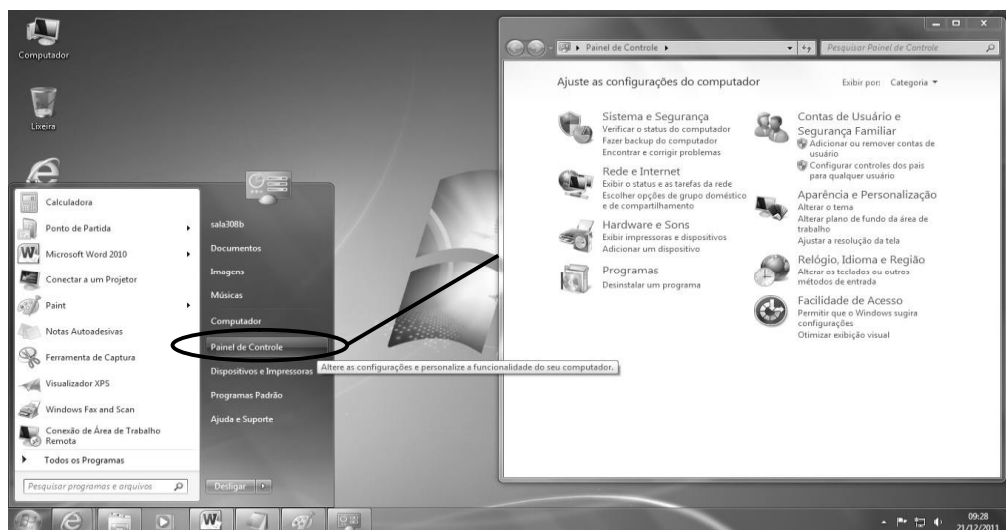 Computador
Lixeira
Calculadora
Ponto de Partida
Microsoft Word 2010
Conectar a um Projetor
Paint
Notas Autoadesivas
Ferramenta de Captura
Visualizador XPS
Windows Fax and Scan
Conexão de Área de Trabalho
Remota
Todos os Programas
Pesquisar programas e arquivos
sala308b
Documentos
Imagens
Músicas
Computador
Painel de Controle
Dispositivos e Impressoras
Programas Padrão
Ajuda e Suporte
Desligar
Altere as configurações e personalize a funcionalidade do seu computador.
Painel de Controle
Pesquisar Painel de Controle
Ajuste as configurações do computador
Exibir por: Categoria
Sistema e Segurança
Verificar o status do computador
Fazer backup do computador
Encontrar e corrigir problemas
Rede e Internet
Exibir o status e as tarefas da rede
Escolher opções de grupo doméstico
e de compartilhamento
Hardware e Sons
Exibir impressoras e dispositivos
Adicionar um dispositivo
Programas
Desinstalar um programa
Contas de Usuário e
Segurança Familiar
Adicionar ou remover contas de
usuário
Configurar controles dos pais
para qualquer usuário
Aparência e Personalização
Alterar o tema
Alterar plano de fundo da área de
trabalho
Ajustar a resolução da tela
Relógio, Idioma e Região
Alterar os teclados ou outros
métodos de entrada
Facilidade de Acesso
Permitir que o Windows sugira
configurações
Otimizar exibição visual
09:28
21/12/2011